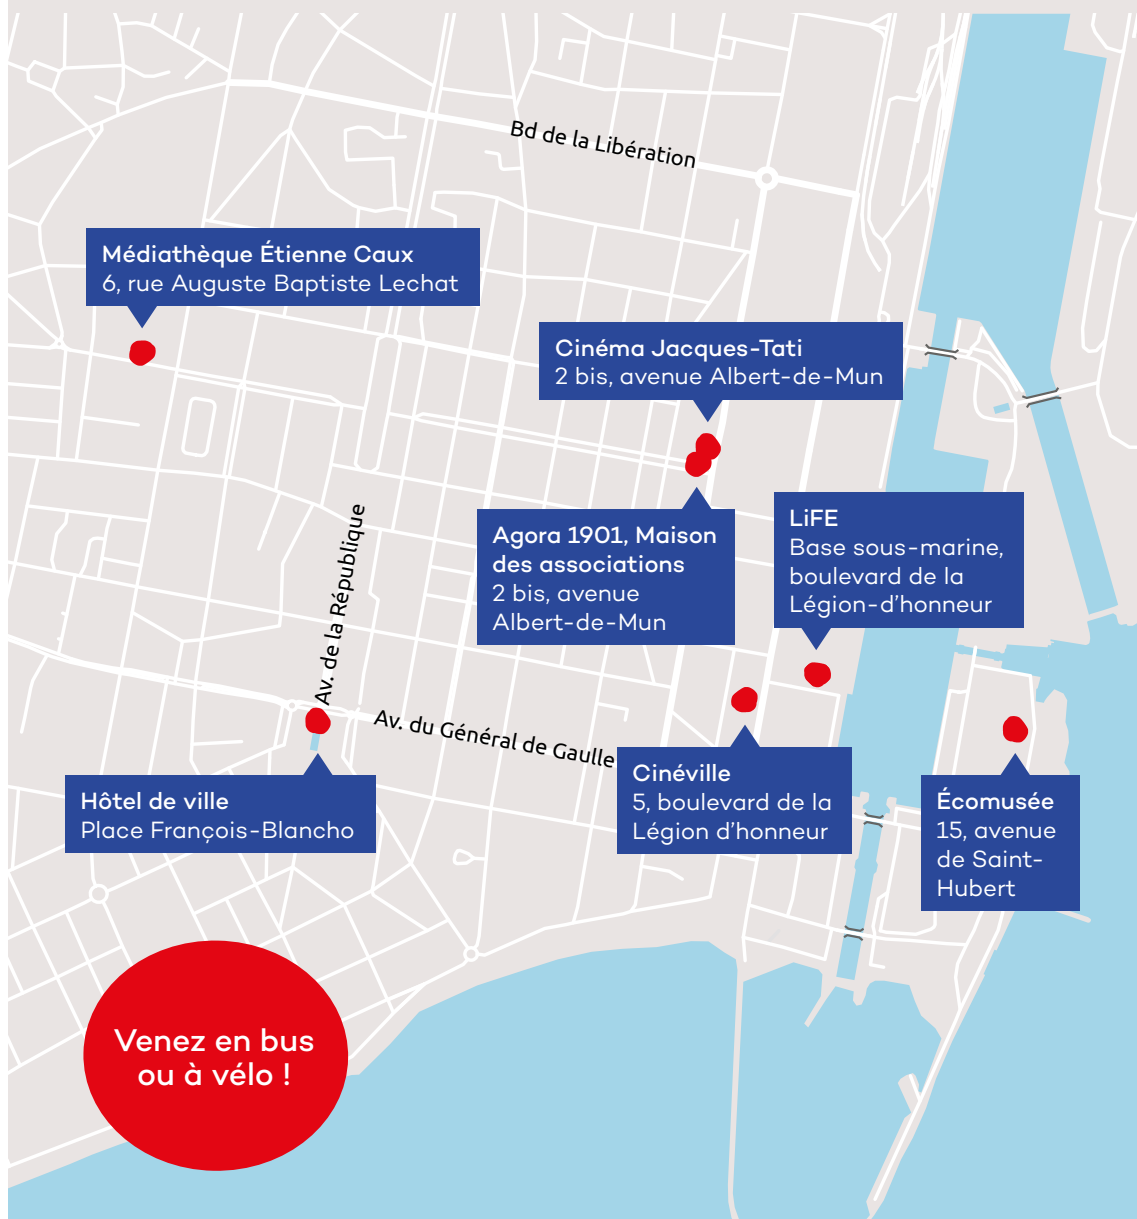 Bd de la Libération
Médiathèque Étienne Caux
6, rue Auguste Baptiste Lechat
Cinéma Jacques-Tati
2 bis, avenue Albert-de-Mun
Agora 1901, Maison
des associations
2 bis, avenue
Albert-de-Mun
LiFE
Base sous-marine,
boulevard de la
Légion-d’honneur
Av. de la République
Av. du Général de Gaulle
Hôtel de ville
Place François-Blancho
Cinéville
5, boulevard de la
Légion d’honneur
Écomusée
15, avenue
de Saint-
Hubert
Venez en bus
ou à vélo !